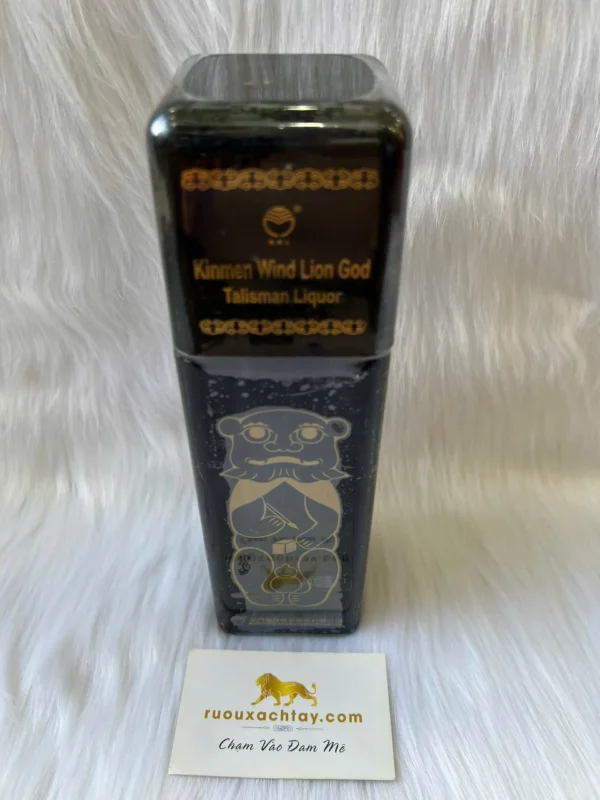 K K L
Kinmen Wind Lion God
Talisman Liquor
ruouxachtay.com
Chạm Vào Đam Mê